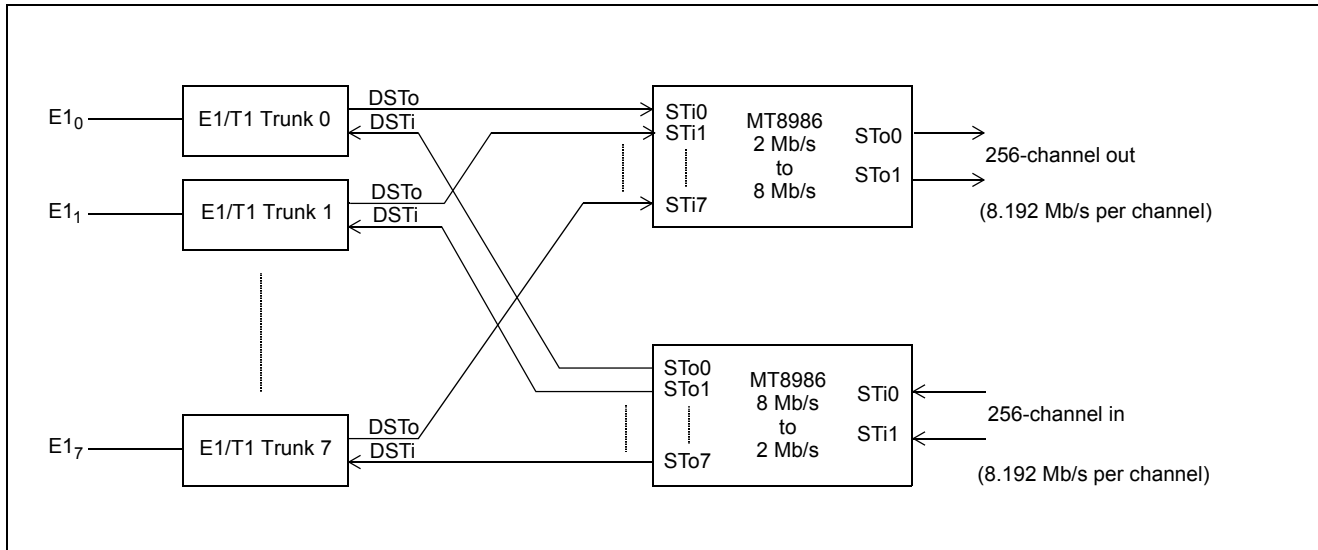 E1₀
E1/T1 Trunk 0
DSTo
DSTi
E1₁
E1/T1 Trunk 1
DSTo
DSTi
E1₇
E1/T1 Trunk 7
DSTo
DSTi
STi0
STi1
STi7
MT8986
2 Mb/s
to
8 Mb/s
STo0
STo1
256-channel out
(8.192 Mb/s per channel)
STo0
STo1
STo7
MT8986
8 Mb/s
to
2 Mb/s
STi0
STi1
256-channel in
(8.192 Mb/s per channel)